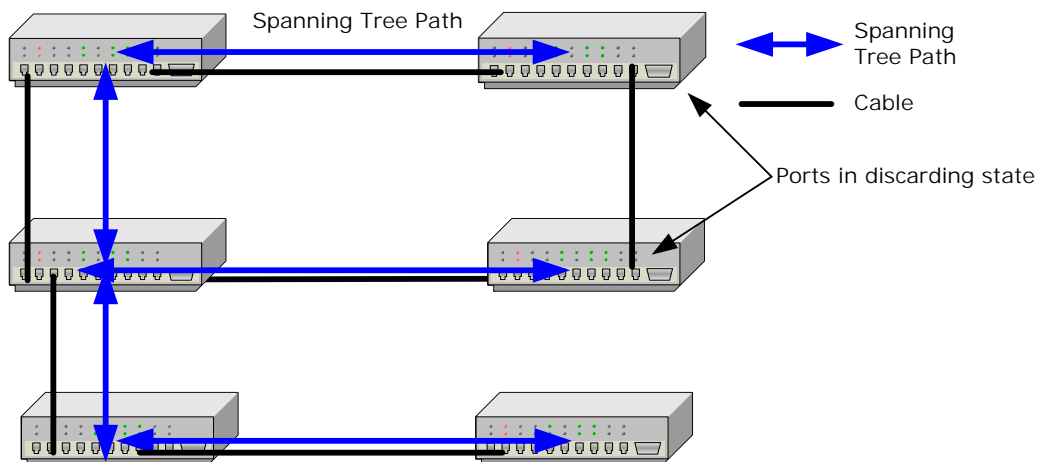 Spanning Tree Path
Spanning
Tree Path
Cable
Ports in discarding state